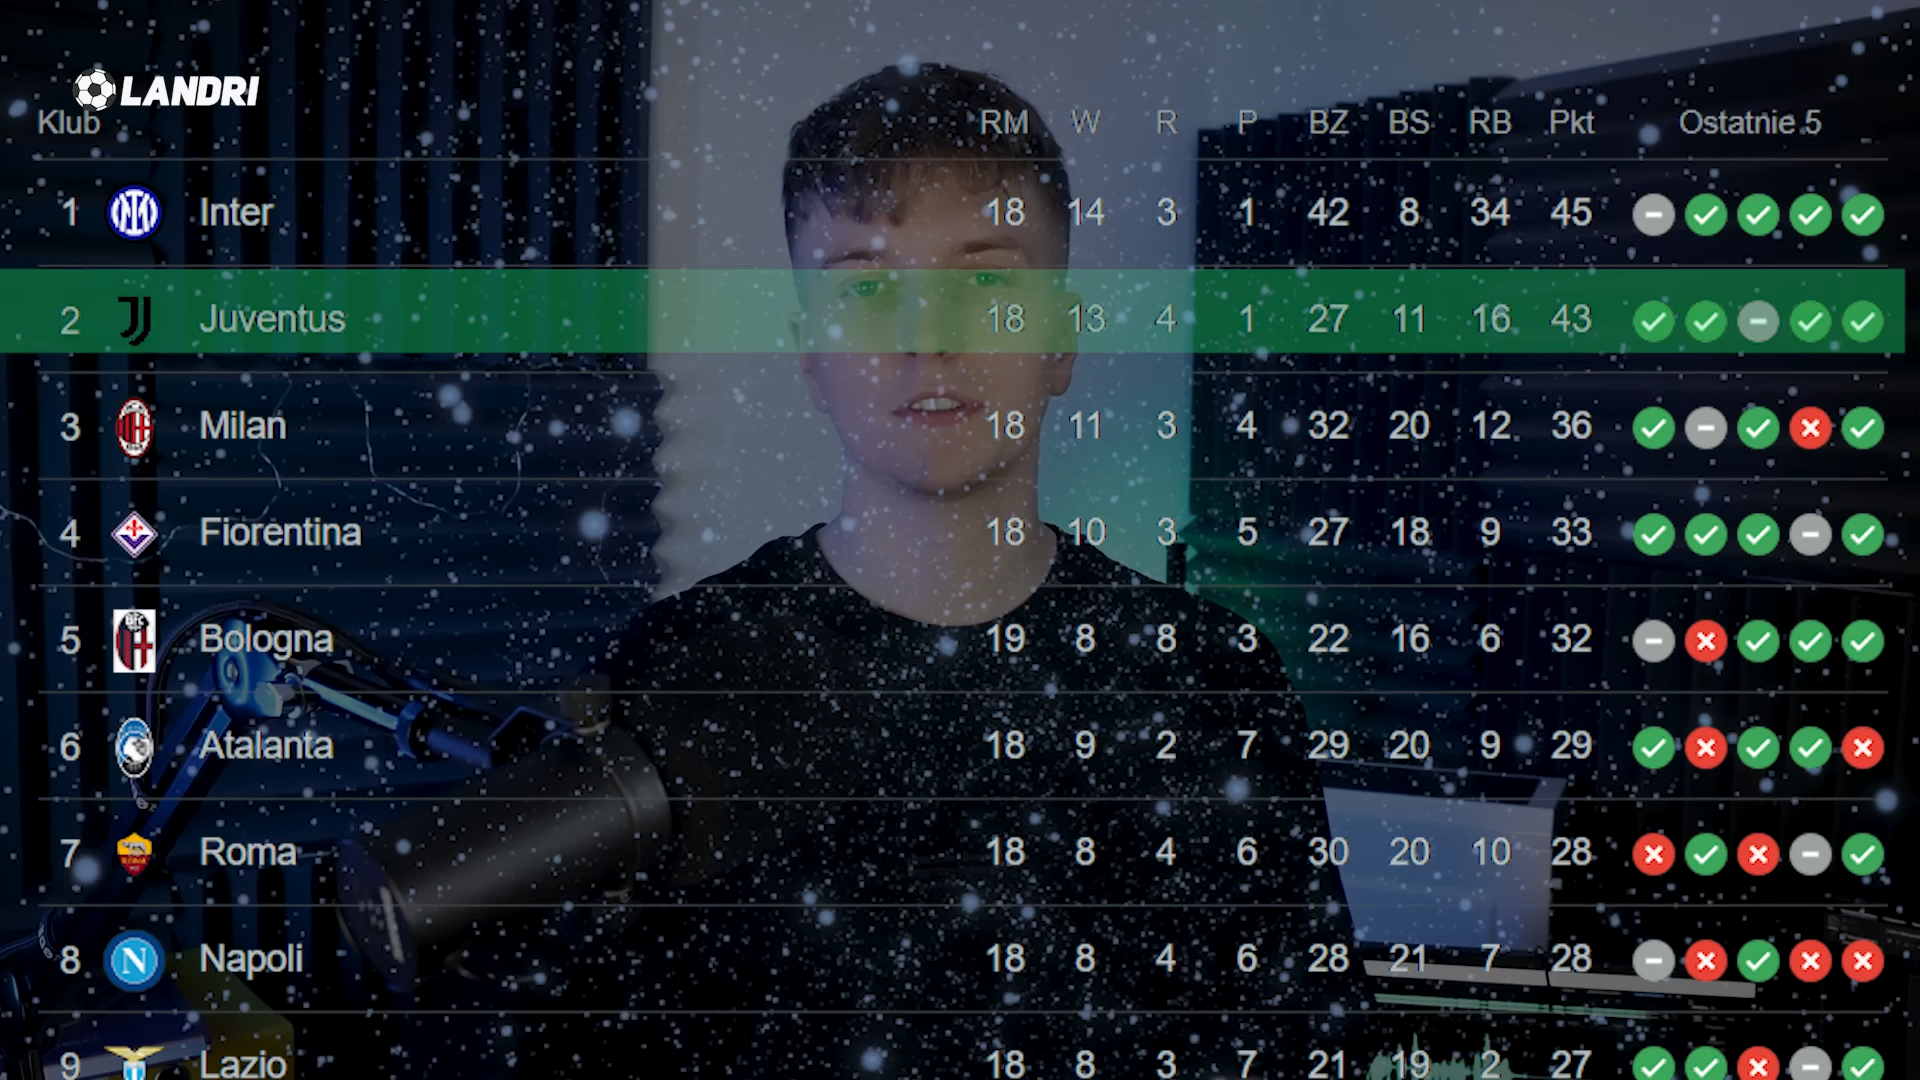 LANDRI
Klub RM W R P BZ BS RB Pkt Ostatnie 5
1 Inter 18 14 3 1 42 8 34 45
2 Juventus 18 13 4 1 27 11 16 43
3 Milan 18 11 3 4 32 20 12 36
4 Fiorentina 18 10 3 5 27 18 9 33
5 Bologna 19 8 8 3 22 16 6 32
6 Atalanta 18 9 2 7 29 20 9 29
7 Roma 18 8 4 6 30 20 10 28
8 Napoli 18 8 4 6 28 21 7 28
9 Lazio 18 8 3 7 21 19 2 27